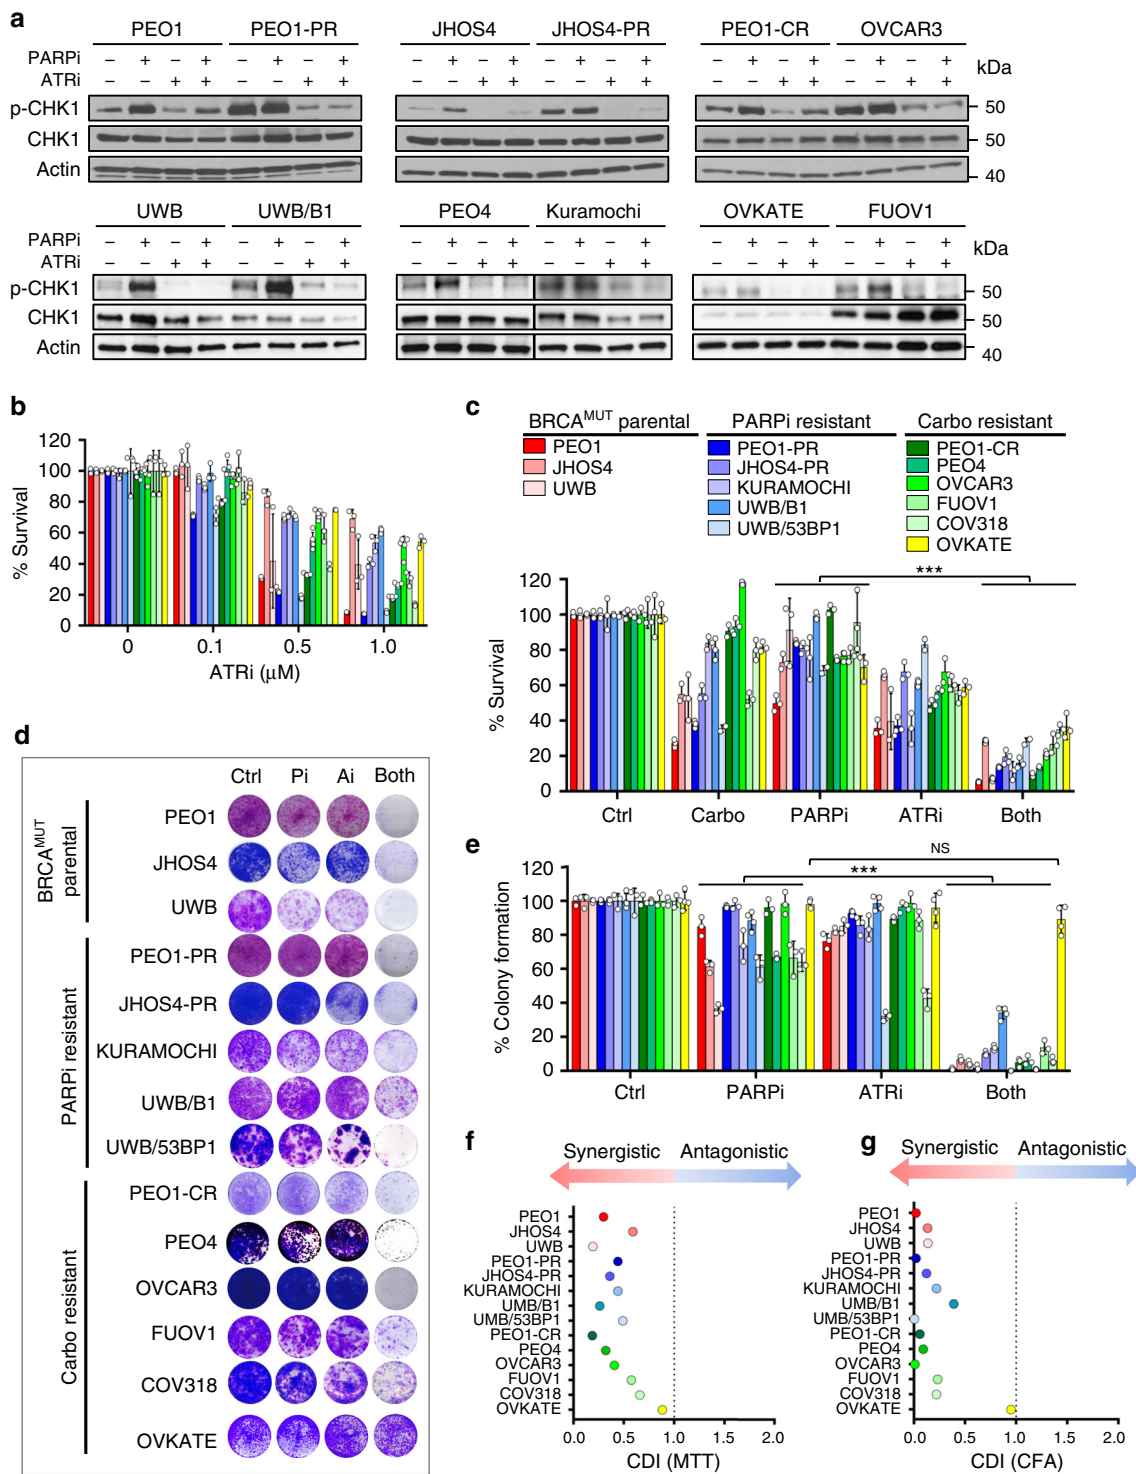 a
PEO1 PEO1-PR JHOS4 JHOS4-PR PEO1-CR OVCAR3
PARPi – + – + – + – + – + – + – + – + – + – + – + – + kDa
ATRi – – + + – – + + – – + + – – + + – – + + – – + +
p-CHK1 50
CHK1 50
Actin 40
UWB UWB/B1 PEO4 Kuramochi OVKATE FUOV1
PARPi – + – + – + – + – + – + – + – + – + – + – + – + kDa
ATRi – – + + – – + + – – + + – – + + – – + + – – + +
p-CHK1 50
CHK1 50
Actin 40
b
% Survival
120
100
80
60
40
20
0
0 0.1 0.5 1.0
ATRi (μM)
c
BRCA^MUT parental PARPi resistant Carbo resistant
PEO1 PEO1-PR PEO1-CR
JHOS4 JHOS4-PR PEO4
UWB KURAMOCHI OVCAR3
UWB/B1 FUOV1
UWB/53BP1 COV318
OVKATE
***
% Survival
120
100
80
60
40
20
0
Ctrl Carbo PARPi ATRi Both
d
Ctrl Pi Ai Both
BRCA^MUT parental
PEO1
JHOS4
UWB
PARPi resistant
PEO1-PR
JHOS4-PR
KURAMOCHI
UWB/B1
UWB/53BP1
Carbo resistant
PEO1-CR
PEO4
OVCAR3
FUOV1
COV318
OVKATE
e
NS
***
% Colony formation
120
100
80
60
40
20
0
Ctrl PARPi ATRi Both
f
Synergistic Antagonistic
PEO1
JHOS4
UWB
PEO1-PR
JHOS4-PR
KURAMOCHI
UMB/B1
UMB/53BP1
PEO1-CR
PEO4
OVCAR3
FUOV1
COV318
OVKATE
0.0 0.5 1.0 2.0
CDI (MTT)
g
Synergistic Antagonistic
PEO1
JHOS4
UWB
PEO1-PR
JHOS4-PR
KURAMOCHI
UMB/B1
UMB/53BP1
PEO1-CR
PEO4
OVCAR3
FUOV1
COV318
OVKATE
0.0 0.5 1.0 1.5 2.0
CDI (CFA)